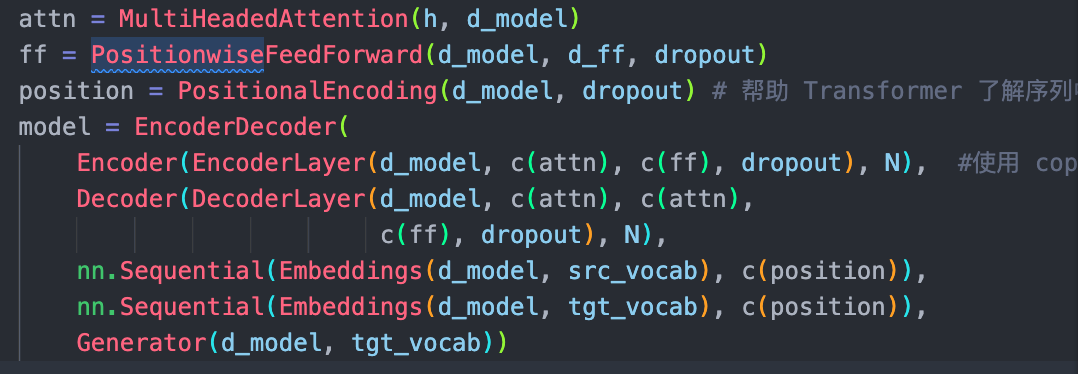 attn = MultiHeadedAttention(h, d_model)
ff = PositionwiseFeedForward(d_model, d_ff, dropout)
position = PositionalEncoding(d_model, dropout) # 帮助 Transformer 了解序列
model = EncoderDecoder(
Encoder(EncoderLayer(d_model, c(attn), c(ff), dropout), N), #使用 cop
Decoder(DecoderLayer(d_model, c(attn), c(attn),
c(ff), dropout), N),
nn.Sequential(Embeddings(d_model, src_vocab), c(position)),
nn.Sequential(Embeddings(d_model, tgt_vocab), c(position)),
Generator(d_model, tgt_vocab))